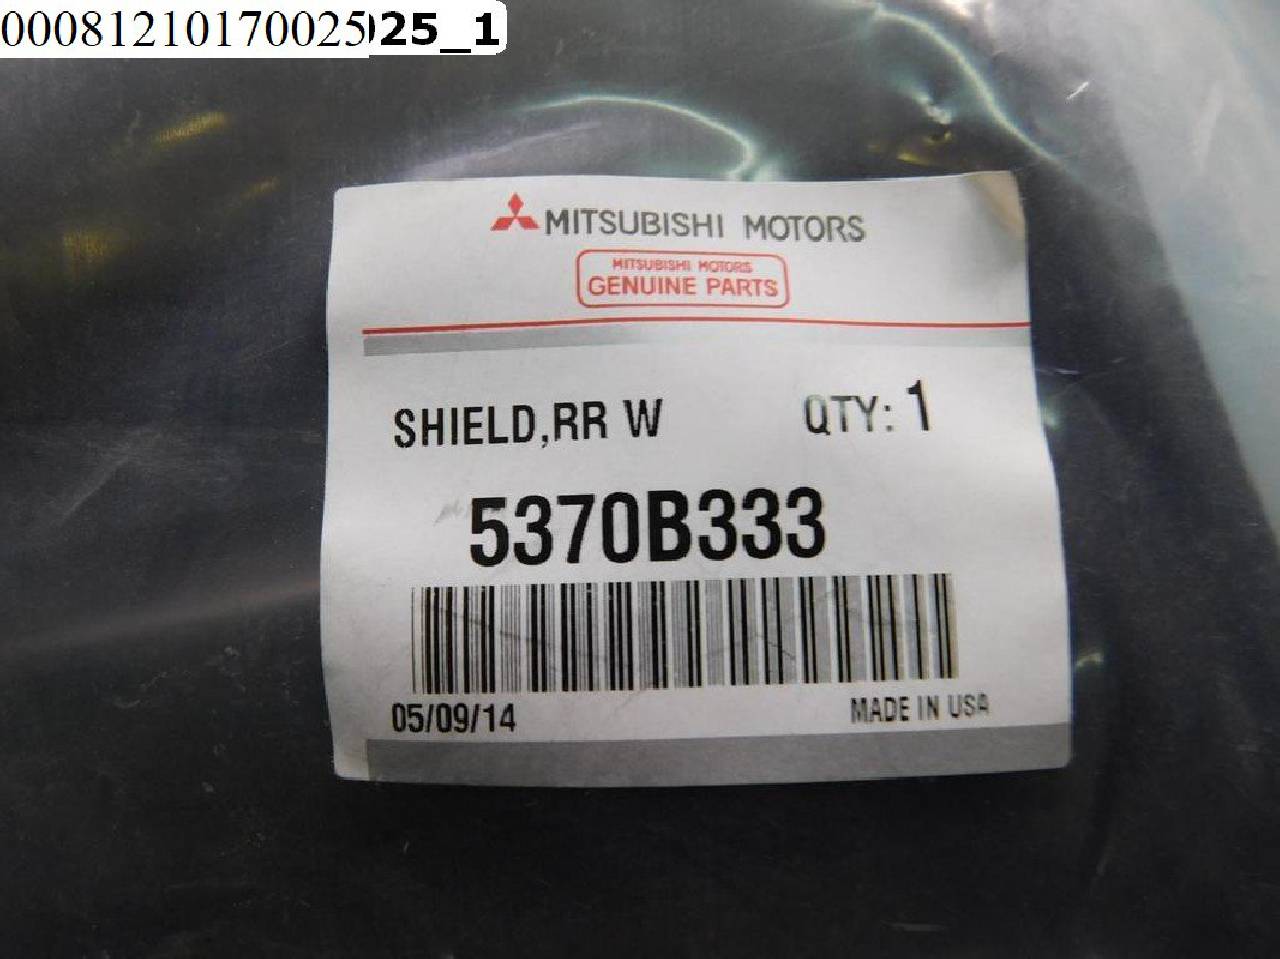 00081210170025025_1
MITSUBISHI MOTORS
MITSUBISHI MOTORS
GENUINE PARTS
SHIELD,RR W QTY: 1
5370B333
05/09/14 MADE IN USA